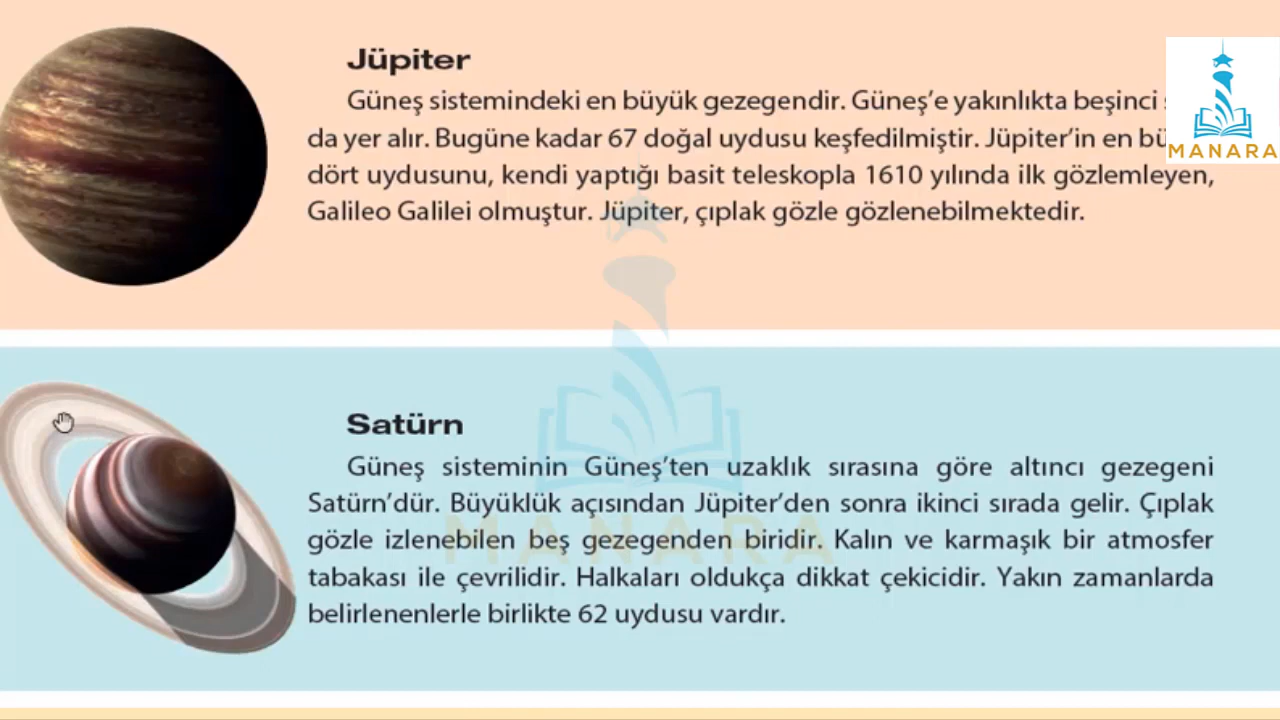 Jüpiter
Güneş sistemindeki en büyük gezegendir. Güneş’e yakınlıkta beşinci
da yer alır. Bugüne kadar 67 doğal uydusu keşfedilmiştir. Jüpiter’in en
dört uydusunu, kendi yaptığı basit teleskopla 1610 yılında ilk gözlemleyen,
Galileo Galilei olmuştur. Jüpiter, çıplak gözle gözlenebilmektedir.
MANARA
Satürn
Güneş sisteminin Güneş’ten uzaklık sırasına göre altıncı gezegeni
Satürn’dür. Büyüklük açısından Jüpiter’den sonra ikinci sırada gelir. Çıplak
gözle izlenebilen beş gezegenden biridir. Kalın ve karmaşık bir atmosfer
tabakası ile çevrilidir. Halkaları oldukça dikkat çekicidir. Yakın zamanlarda
belirlenenlerle birlikte 62 uydusu vardır.
MANARA